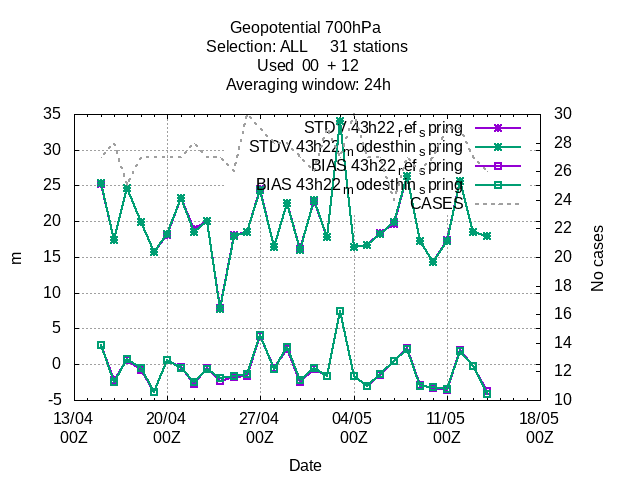 Geopotential 700hPa
Selection: ALL 31 stations
Used 00 + 12
Averaging window: 24h
35
30
25
20
15
10
5
0
-5
30
28
26
24
22
20
18
16
14
12
10
STDV 43h22_ref_spring
STDV 43h22_modesthin_spring
BIAS 43h22_ref_spring
BIAS 43h22_modesthin_spring
CASES
m
No cases
13/04 20/04 27/04 04/05 11/05 18/05
00Z 00Z 00Z 00Z 00Z 00Z
Date